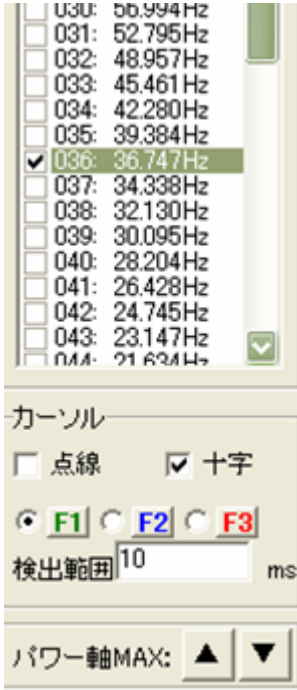 030: 56.994Hz
031: 52.795Hz
032: 48.957Hz
033: 45.461Hz
034: 42.280Hz
035: 39.384Hz
036: 36.747Hz
037: 34.338Hz
038: 32.130Hz
039: 30.095Hz
040: 28.204Hz
041: 26.428Hz
042: 24.745Hz
043: 23.147Hz
044: 21.634Hz
カーソル
点線 十字
F1 F2 F3
検出範囲 10 ms
パワー軸MAX: ▲ ▼